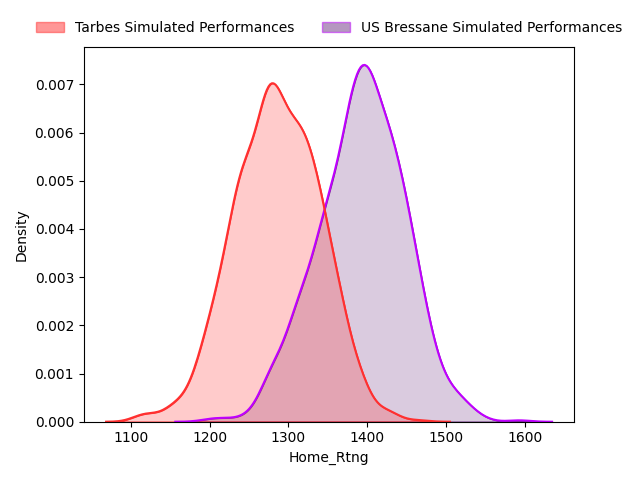 Tarbes Simulated Performances US Bressane Simulated Performances
0.007
0.006
0.005
0.004
0.003
0.002
0.001
0.000
Density
1100 1200 1300 1400 1500 1600
Home_Rtng